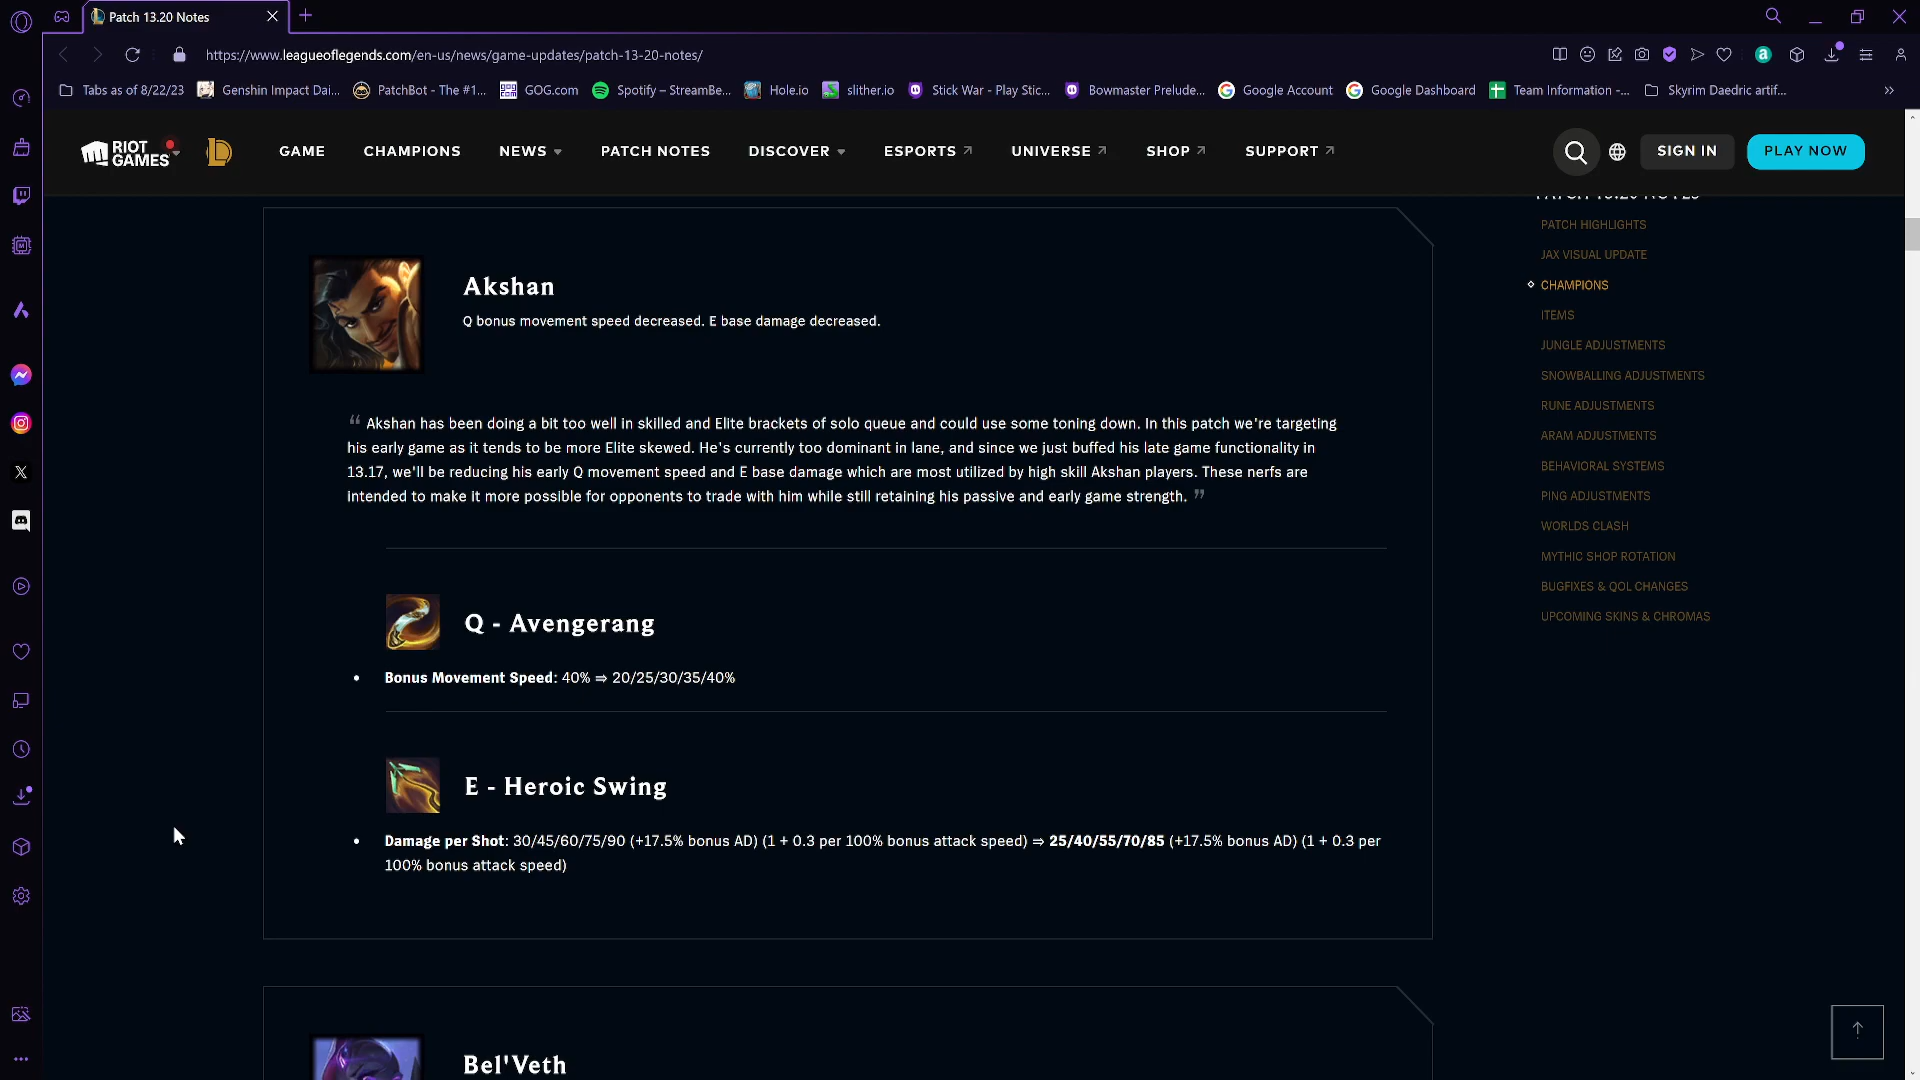 Patch 13.20 Notes
https://www.leagueoflegends.com/en-us/news/game-updates/patch-13-20-notes/
Tabs as of 8/22/23 Genshin Impact Dai... PatchBot - The #1... GOG.com Spotify – StreamBe... Hole.io slither.io Stick War - Play Stic... Bowmaster Prelude... Google Account Google Dashboard Team Information -... Skyrim Daedric artif...
RIOT GAMES GAME CHAMPIONS NEWS PATCH NOTES DISCOVER ESPORTS UNIVERSE SHOP SUPPORT SIGN IN PLAY NOW
PATCH 13.20 NOTES
PATCH HIGHLIGHTS
JAX VISUAL UPDATE
CHAMPIONS
ITEMS
JUNGLE ADJUSTMENTS
SNOWBALLING ADJUSTMENTS
RUNE ADJUSTMENTS
ARAM ADJUSTMENTS
BEHAVIORAL SYSTEMS
PING ADJUSTMENTS
WORLDS CLASH
MYTHIC SHOP ROTATION
BUGFIXES & QOL CHANGES
UPCOMING SKINS & CHROMAS
Akshan
Q bonus movement speed decreased. E base damage decreased.
“ Akshan has been doing a bit too well in skilled and Elite brackets of solo queue and could use some toning down. In this patch we're targeting
his early game as it tends to be more Elite skewed. He's currently too dominant in lane, and since we just buffed his late game functionality in
13.17, we'll be reducing his early Q movement speed and E base damage which are most utilized by high skill Akshan players. These nerfs are
intended to make it more possible for opponents to trade with him while still retaining his passive and early game strength. ”
Q - Avengerang
• Bonus Movement Speed: 40% ⇒ 20/25/30/35/40%
E - Heroic Swing
• Damage per Shot: 30/45/60/75/90 (+17.5% bonus AD) (1 + 0.3 per 100% bonus attack speed) ⇒ 25/40/55/70/85 (+17.5% bonus AD) (1 + 0.3 per
100% bonus attack speed)
Bel'Veth